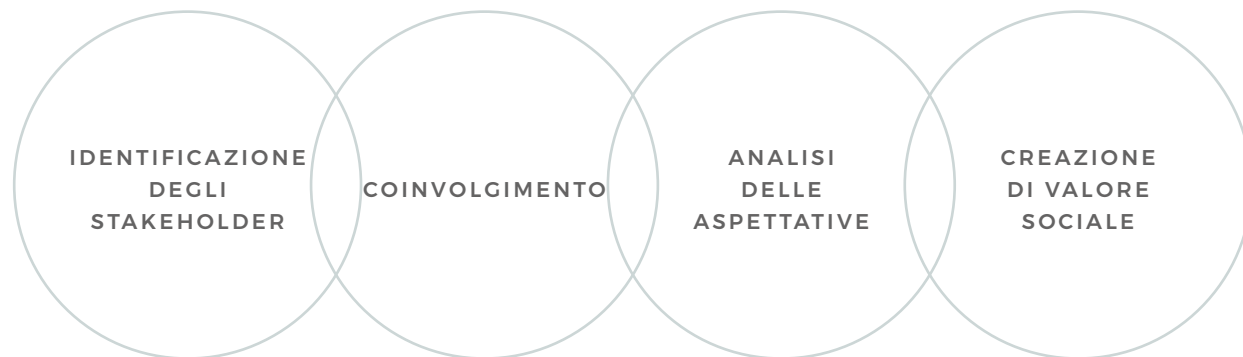 IDENTIFICAZIONE
DEGLI
STAKEHOLDER
COINVOLGIMENTO
ANALISI
DELLE
ASPETTATIVE
CREAZIONE
DI VALORE
SOCIALE